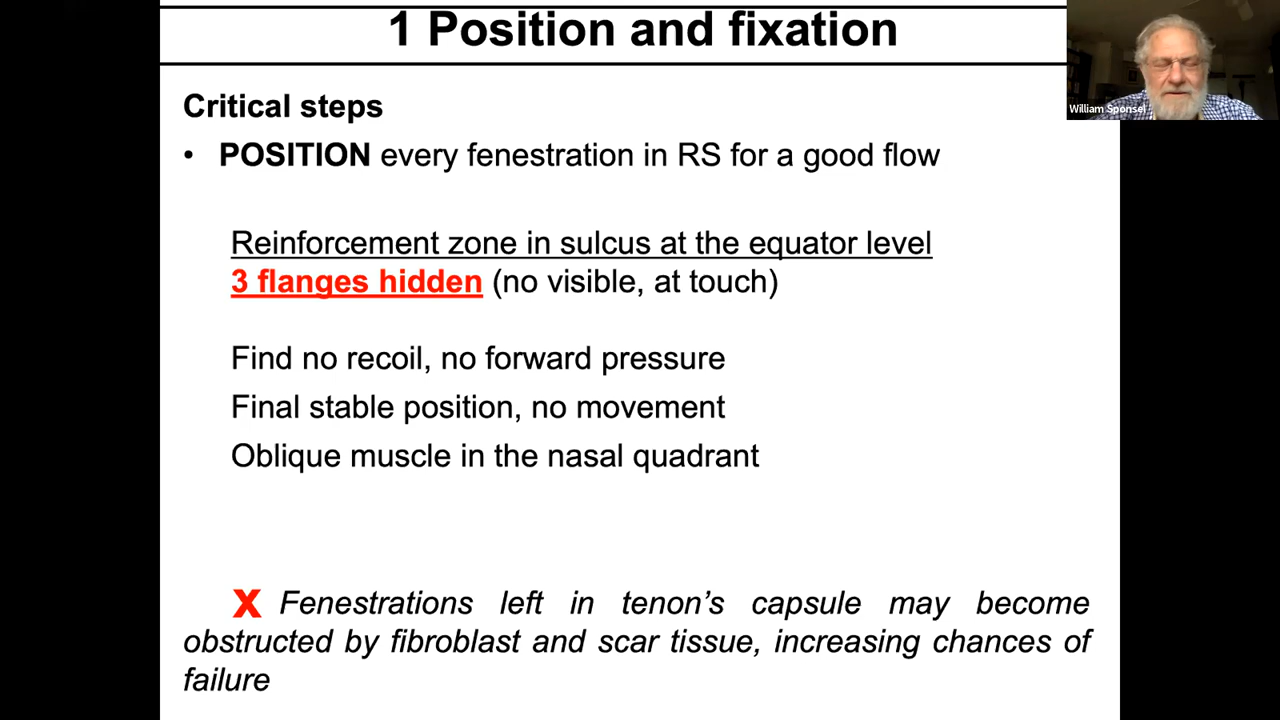 1 Position and fixation
William Sponsel
Critical steps
• POSITION every fenestration in RS for a good flow
Reinforcement zone in sulcus at the equator level
3 flanges hidden (no visible, at touch)
Find no recoil, no forward pressure
Final stable position, no movement
Oblique muscle in the nasal quadrant
X Fenestrations left in tenon’s capsule may become
obstructed by fibroblast and scar tissue, increasing chances of
failure